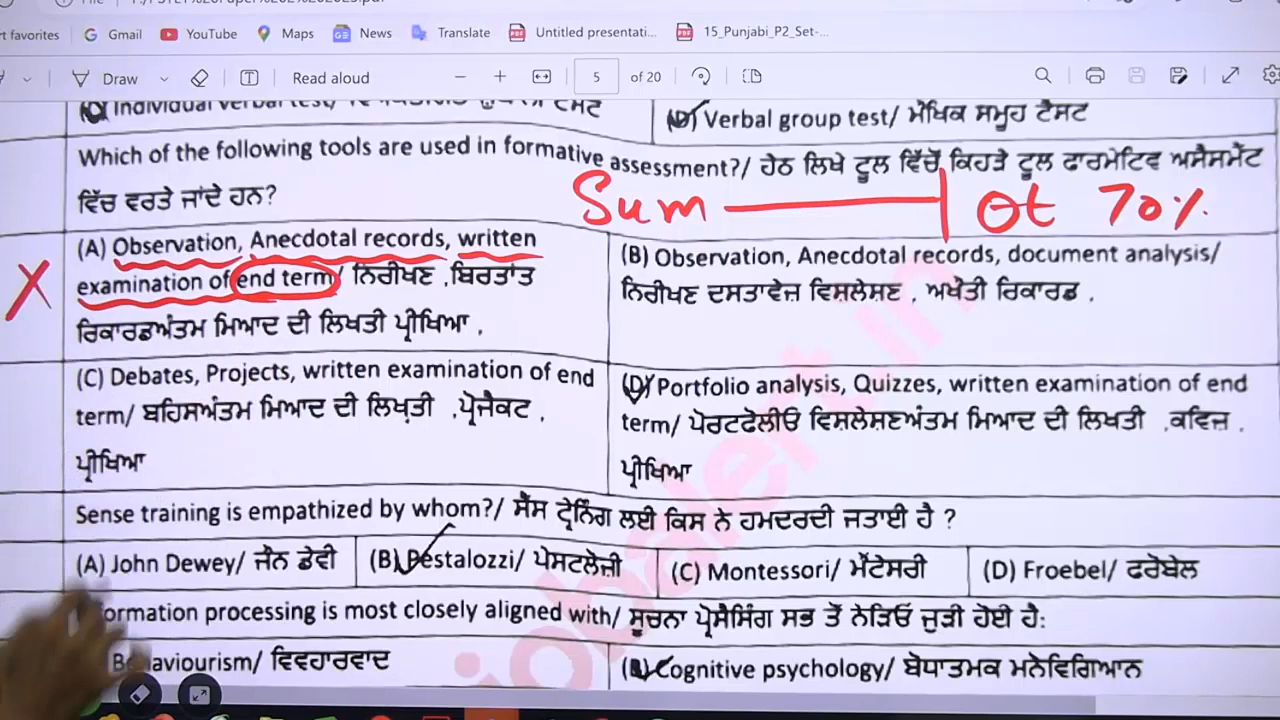 rt favorites Gmail YouTube Maps News Translate Untitled presentati... 15_Punjabi_P2_Set-...
Draw Read aloud 5 of 20
Individual verbal test/
(D) Verbal group test/ ਮੌਖਿਕ ਸਮੂਹ ਟੈਸਟ
Which of the following tools are used in formative assessment?/ ਹੇਠ ਲਿਖੇ ਟੂਲ ਵਿੱਚੋਂ ਕਿਹੜੇ ਟੂਲ ਫਾਰਮੇਟਿਵ ਅਸੈਸਮੈਂਟ
ਵਿੱਚ ਵਰਤੇ ਜਾਂਦੇ ਹਨ?
Sum ot 70%.
(A) Observation, Anecdotal records, written
examination of end term/ ਨਿਰੀਖਣ ,ਬਿਰਤਾਂਤ
ਰਿਕਾਰਡਅੰਤਮ ਮਿਆਦ ਦੀ ਲਿਖਤੀ ਪ੍ਰੀਖਿਆ .
(B) Observation, Anecdotal records, document analysis/
ਨਿਰੀਖਣ ਦਸਤਾਵੇਜ਼ ਵਿਸ਼ਲੇਸ਼ਣ , ਅਖੌਤੀ ਰਿਕਾਰਡ .
(C) Debates, Projects, written examination of end
term/ ਬਹਿਸਅੰਤਮ ਮਿਆਦ ਦੀ ਲਿਖਤੀ ,ਪ੍ਰੋਜੈਕਟ .
ਪ੍ਰੀਖਿਆ
(D) Portfolio analysis, Quizzes, written examination of end
term/ ਪੋਰਟਫੋਲੀਓ ਵਿਸ਼ਲੇਸ਼ਣਅੰਤਮ ਮਿਆਦ ਦੀ ਲਿਖਤੀ ,ਕਵਿਜ਼ .
ਪ੍ਰੀਖਿਆ
Sense training is empathized by whom?/ ਸੈਂਸ ਟ੍ਰੇਨਿੰਗ ਲਈ ਕਿਸ ਨੇ ਹਮਦਰਦੀ ਜਤਾਈ ਹੈ ?
(A) John Dewey/ ਜੌਨ ਡੇਵੀ (B) Pestalozzi/ ਪੇਸਟਲੋਜ਼ੀ (C) Montessori/ ਮੌਂਟੇਸਰੀ (D) Froebel/ ਫਰੋਬੇਲ
formation processing is most closely aligned with/ ਸੂਚਨਾ ਪ੍ਰੋਸੈਸਿੰਗ ਸਭ ਤੋਂ ਨੇੜਿਓਂ ਜੁੜੀ ਹੋਈ ਹੈ:
Behaviourism/ ਵਿਵਹਾਰਵਾਦ Cognitive psychology/ ਬੋਧਾਤਮਕ ਮਨੋਵਿਗਿਆਨ
jobalert.in